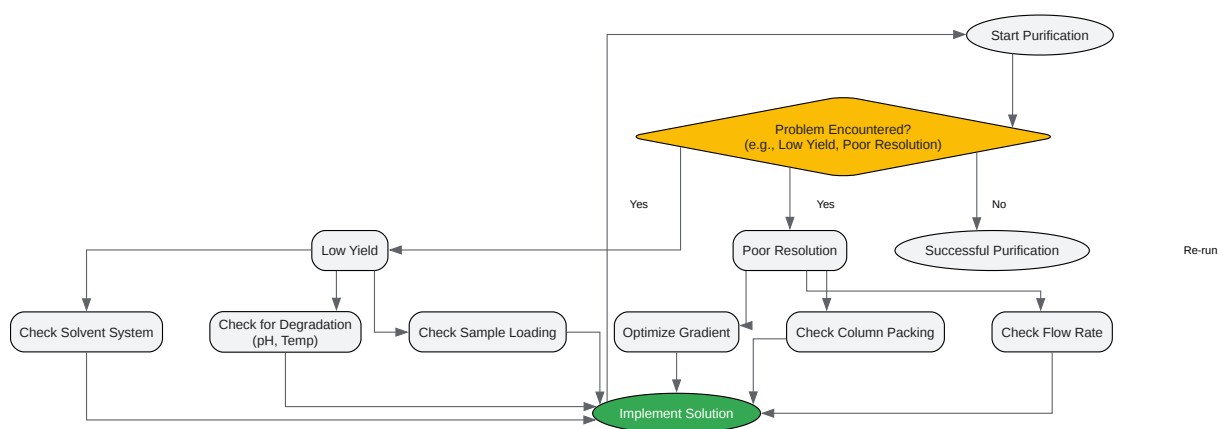 Start Purification
Problem Encountered?
(e.g., Low Yield, Poor Resolution)
Yes
Yes
No
Low Yield
Poor Resolution
Successful Purification
Re-run
Check Solvent System
Check for Degradation
(pH, Temp)
Check Sample Loading
Optimize Gradient
Check Column Packing
Check Flow Rate
Implement Solution